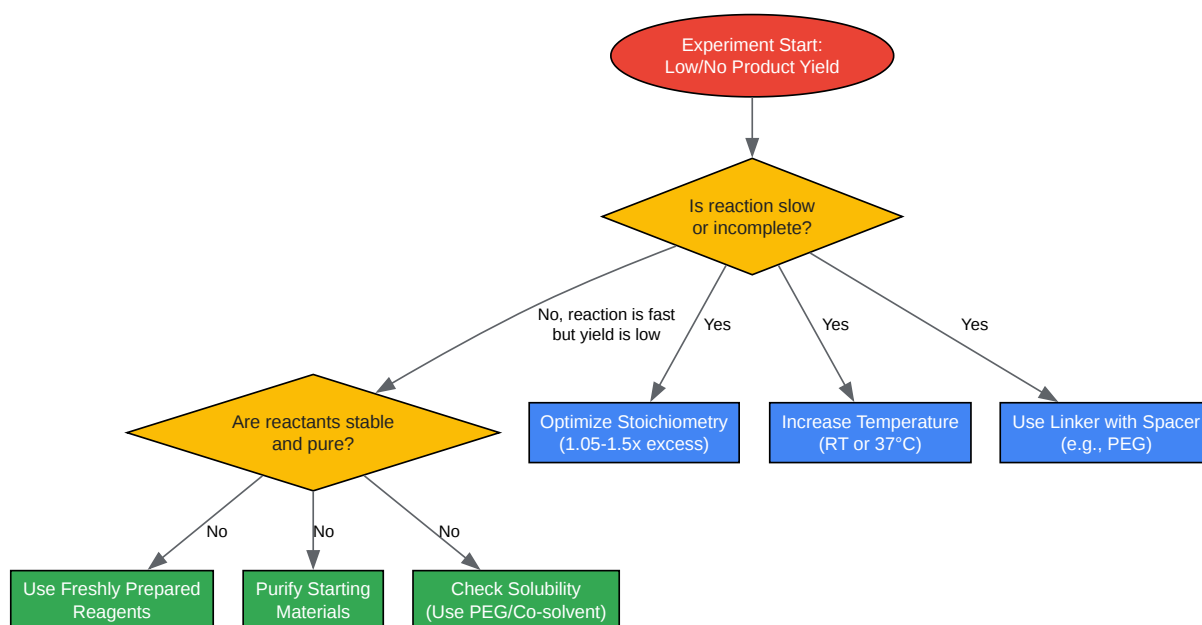 Experiment Start:
Low/No Product Yield
Is reaction slow
or incomplete?
No, reaction is fast
but yield is low
Yes
Yes
Yes
Are reactants stable
and pure?
Optimize Stoichiometry
(1.05-1.5x excess)
Increase Temperature
(RT or 37°C)
Use Linker with Spacer
(e.g., PEG)
No
No
No
Use Freshly Prepared
Reagents
Purify Starting
Materials
Check Solubility
(Use PEG/Co-solvent)